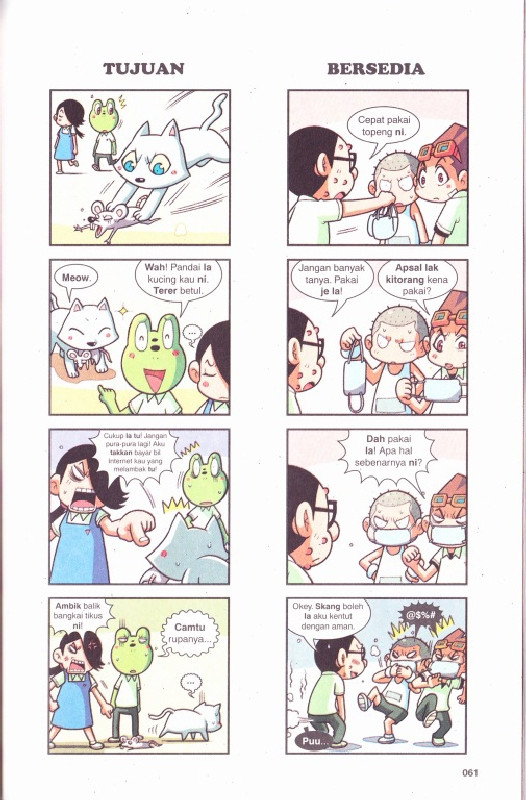 TUJUAN
Meow.
Wah! Pandai la
kucing kau ni.
Terer betul.
...
Cukup la tu! Jangan
pura-pura lagi! Aku
takkan bayar bil
Internet kau yang
melambak tu!
Ambik balik
bangkai tikus
ni!
Camtu
rupanya...
...
BERSEDIA
Cepat pakai
topeng ni.
Jangan banyak
tanya. Pakai
je la!
Apsal tak
kitorang kena
pakai?
Dah pakai
la! Apa hal
sebenarnya ni?
Okey. Skang boleh
la aku kentut
dengan aman.
@$%#
Puu...
061